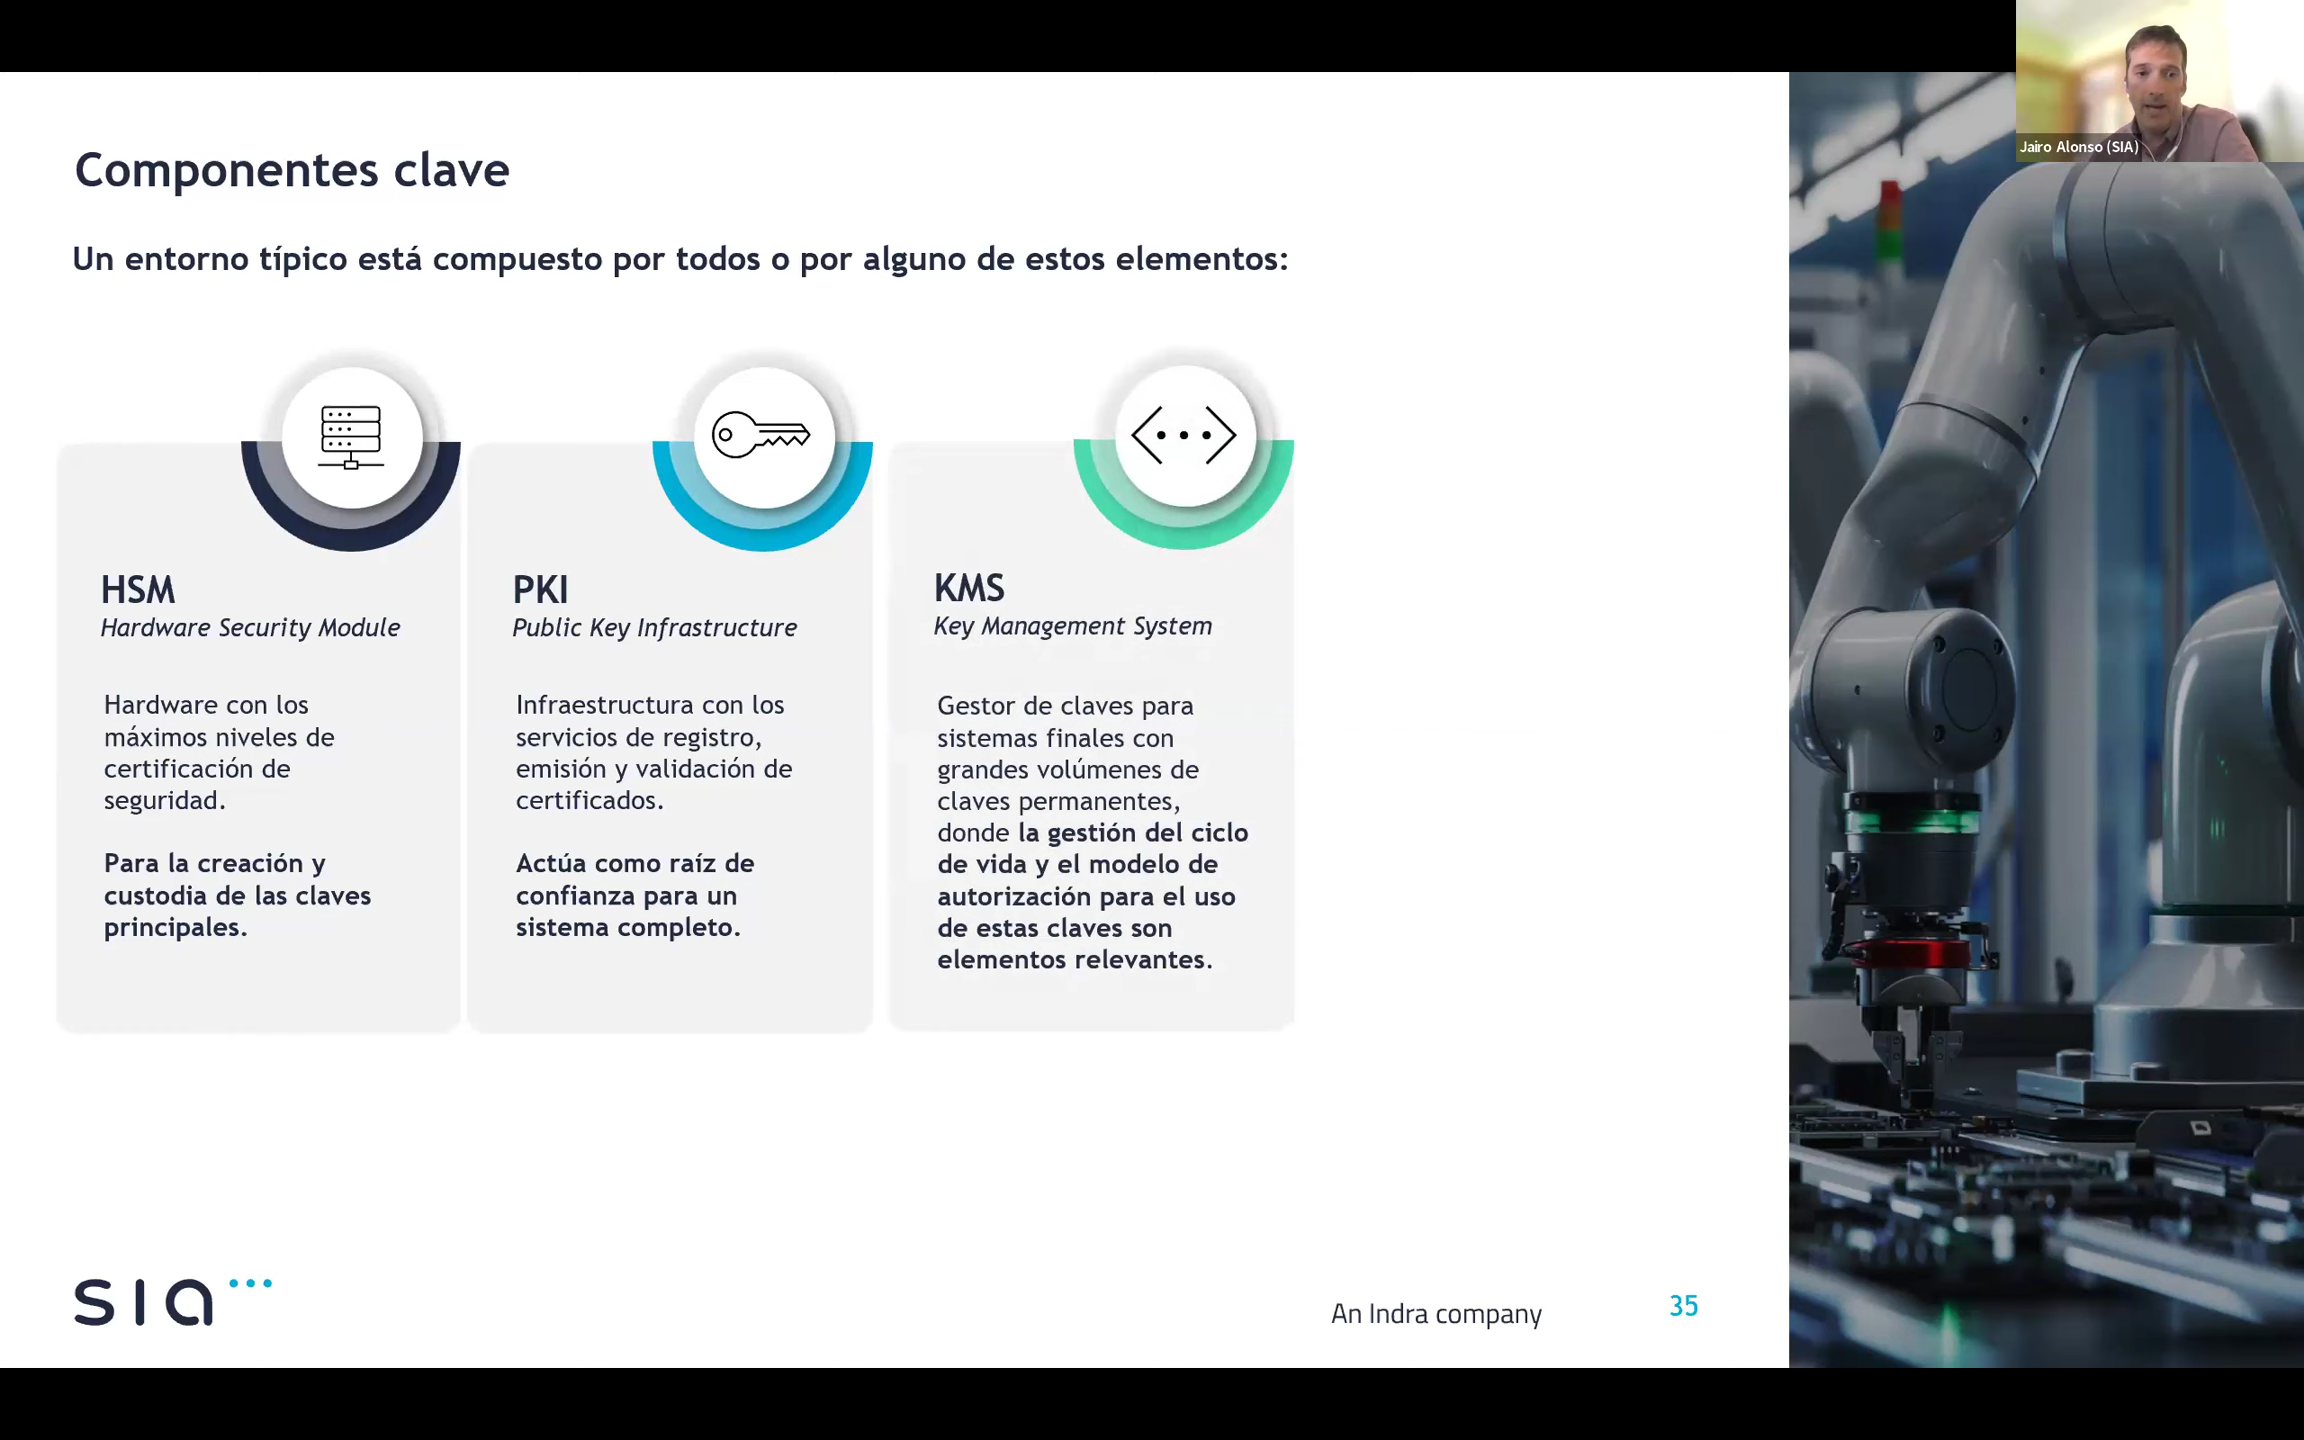 Jairo Alonso (SIA)
Componentes clave
Un entorno típico está compuesto por todos o por alguno de estos elementos:
HSM
Hardware Security Module
Hardware con los
máximos niveles de
certificación de
seguridad.
Para la creación y
custodia de las claves
principales.
PKI
Public Key Infrastructure
Infraestructura con los
servicios de registro,
emisión y validación de
certificados.
Actúa como raíz de
confianza para un
sistema completo.
KMS
Key Management System
Gestor de claves para
sistemas finales con
grandes volúmenes de
claves permanentes,
donde la gestión del ciclo
de vida y el modelo de
autorización para el uso
de estas claves son
elementos relevantes.
sia
An Indra company
35